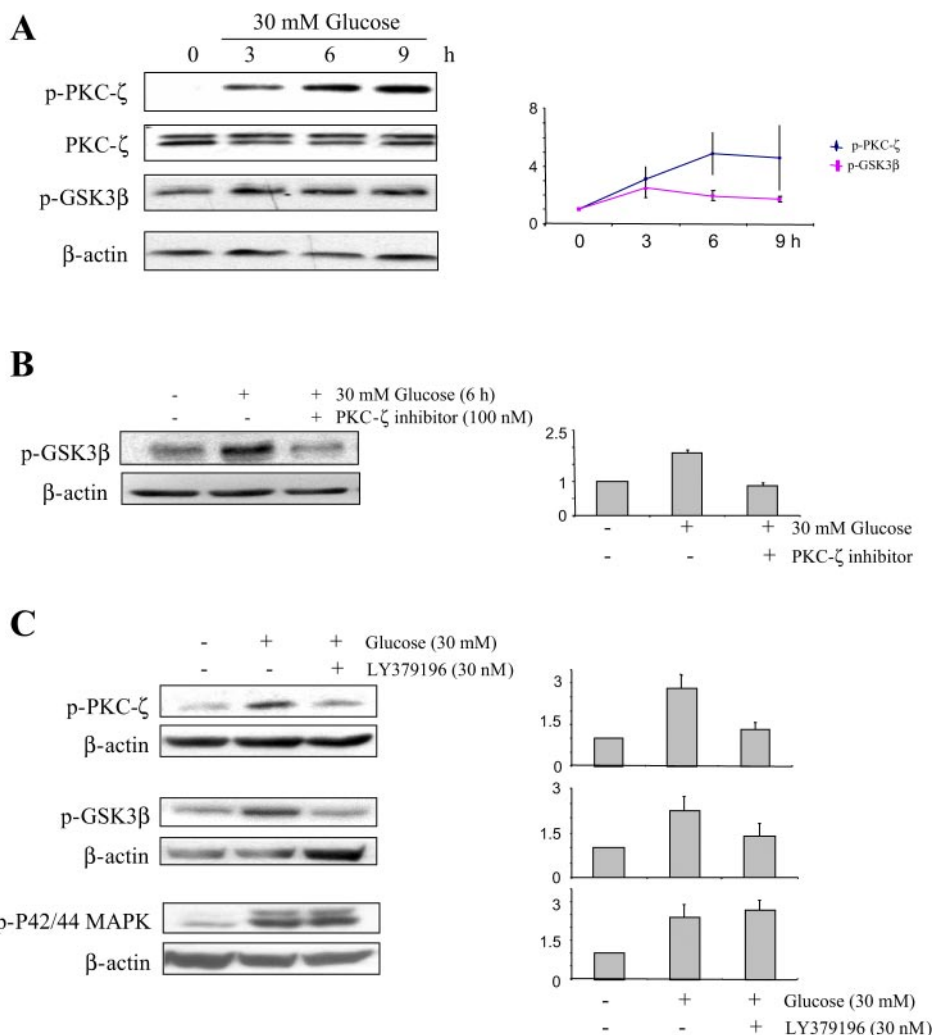 A
30 mM Glucose
0 3 6 9 h
p-PKC-ζ
PKC-ζ
p-GSK3β
β-actin
8
4
2
0
0 3 6 9 h
p-PKC-ζ
p-GSK3β
B
- + + 30 mM Glucose (6 h)
- - + PKC-ζ inhibitor (100 nM)
p-GSK3β
β-actin
2.5
1
0
- + + 30 mM Glucose
- - + PKC-ζ inhibitor
C
- + + Glucose (30 mM)
- - + LY379196 (30 nM)
p-PKC-ζ
β-actin
p-GSK3β
β-actin
p-P42/44 MAPK
β-actin
3
1.5
0
3
1.5
0
3
1.5
0
- + + Glucose (30 mM)
- - + LY379196 (30 nM)